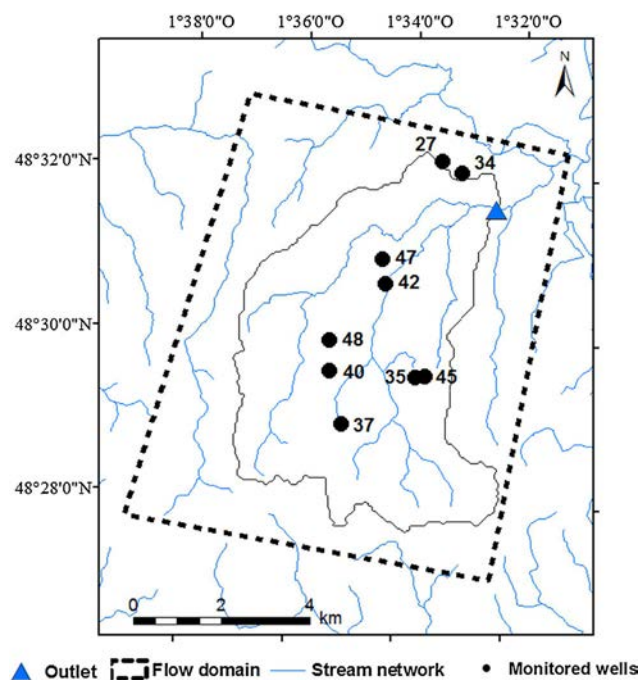 1°38'0"W 1°36'0"W 1°34'0"W 1°32'0"W
N
48°32'0"N
27
34
47
42
48°30'0"N
48
40
35 45
37
48°28'0"N
0 2 4
km
Outlet Flow domain Stream network Monitored wells